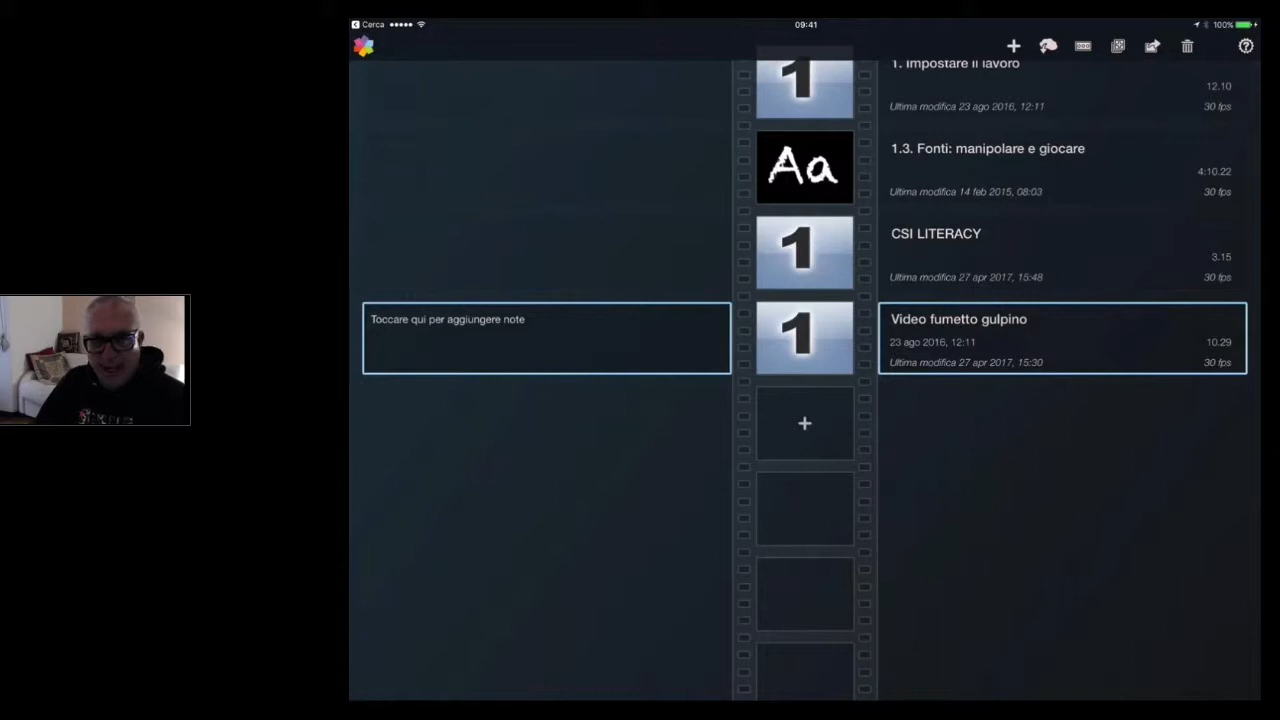 Cerca
09:41
100%
1
1. Impostare il lavoro
12.10
Ultima modifica 23 ago 2016, 12:11
30 fps
Aa
1.3. Fonti: manipolare e giocare
4:10.22
Ultima modifica 14 feb 2015, 08:03
30 fps
1
CSI LITERACY
3.15
Ultima modifica 27 apr 2017, 15:48
30 fps
Toccare qui per aggiungere note
1
Video fumetto gulpino
23 ago 2016, 12:11
10.29
Ultima modifica 27 apr 2017, 15:30
30 fps